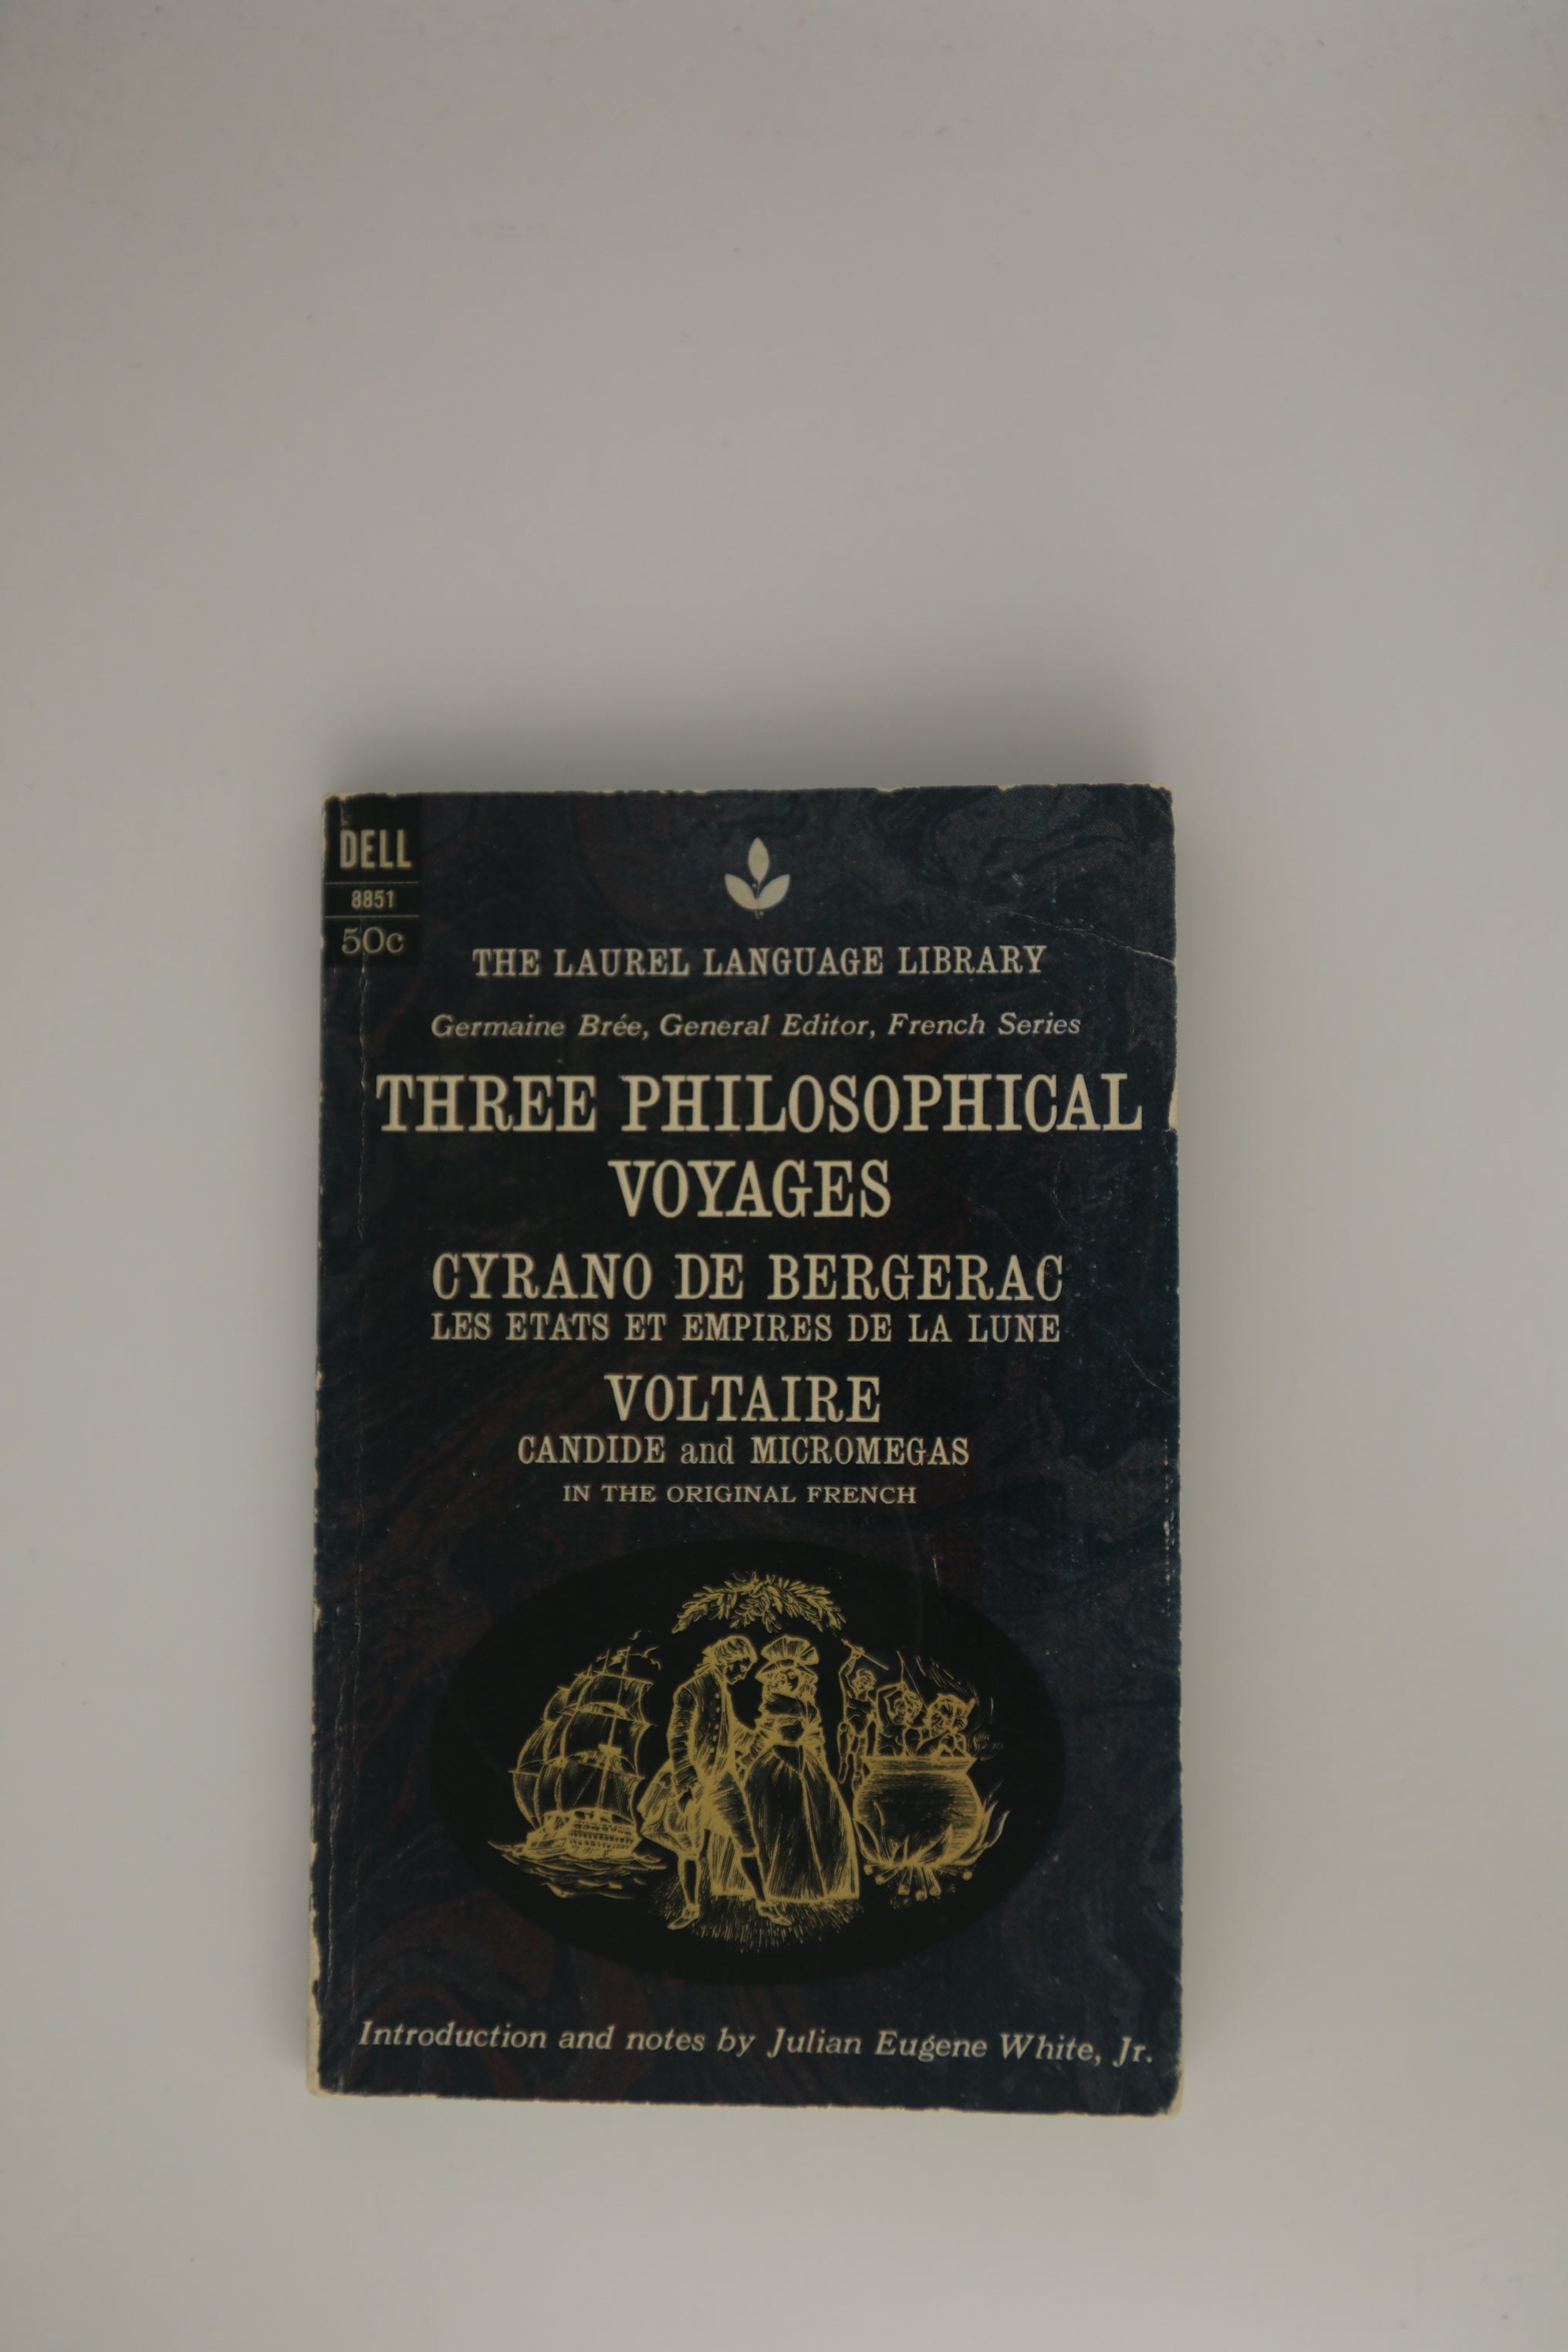 DELL
8851
50c
THE LAUREL LANGUAGE LIBRARY
Germaine Brée, General Editor, French Series
THREE PHILOSOPHICAL
VOYAGES
CYRANO DE BERGERAC
LES ETATS ET EMPIRES DE LA LUNE
VOLTAIRE
CANDIDE and MICROMEGAS
IN THE ORIGINAL FRENCH
Introduction and notes by Julian Eugene White, Jr.